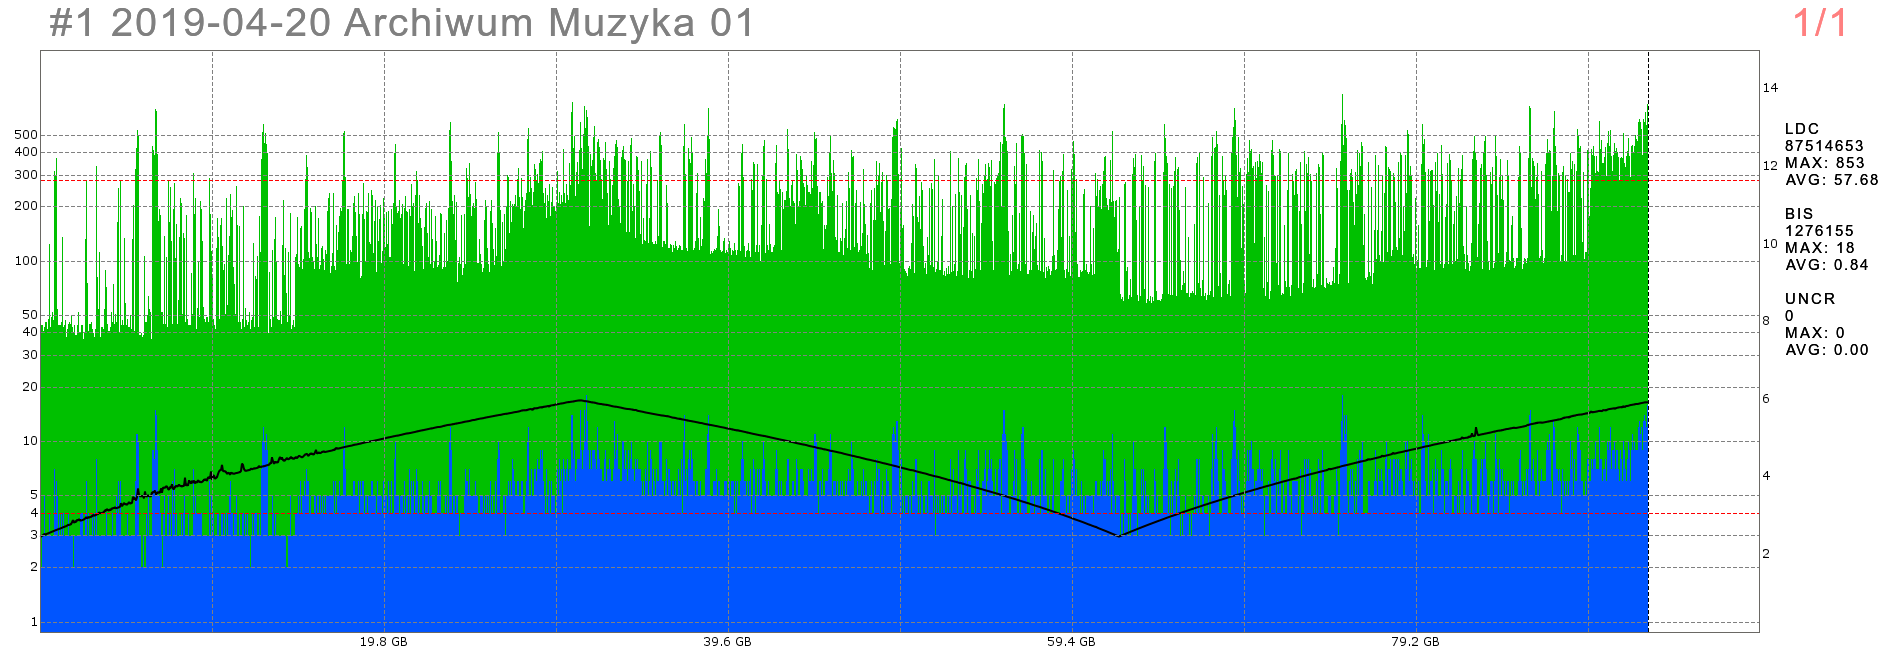 #1 2019-04-20 Archiwum Muzyka 01
1/1
500
400
300
200
100
50
40
30
20
10
5
4
3
2
1
14
12
10
8
6
4
2
19.8 GB
39.6 GB
59.4 GB
79.2 GB
LDC
87514653
MAX: 853
AVG: 57.68
BIS
1276155
MAX: 18
AVG: 0.84
UNCR
0
MAX: 0
AVG: 0.00